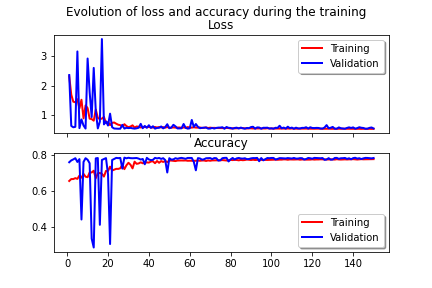 Evolution of loss and accuracy during the training
Loss
3
2
1
Training
Validation
Accuracy
0.8
0.6
0.4
Training
Validation
0 20 40 60 80 100 120 140